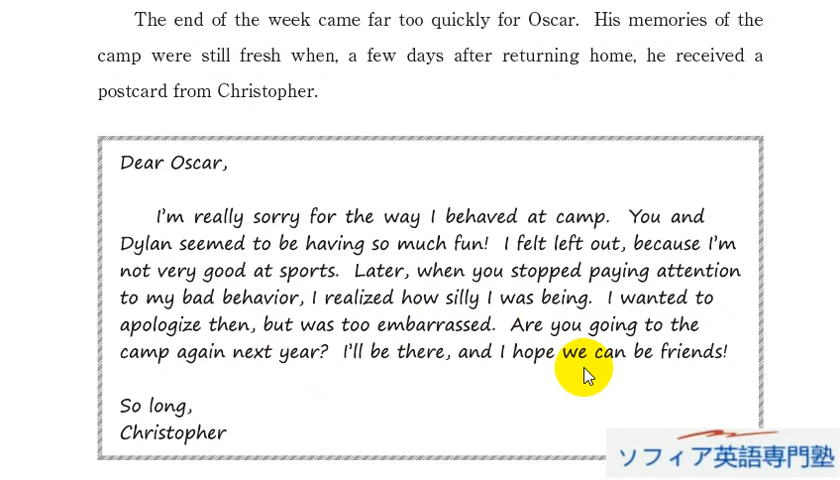 The end of the week came far too quickly for Oscar. His memories of the
camp were still fresh when, a few days after returning home, he received a
postcard from Christopher.
Dear Oscar,
I'm really sorry for the way I behaved at camp. You and
Dylan seemed to be having so much fun! I felt left out, because I'm
not very good at sports. Later, when you stopped paying attention
to my bad behavior, I realized how silly I was being. I wanted to
apologize then, but was too embarrassed. Are you going to the
camp again next year? I'll be there, and I hope we can be friends!
So long,
Christopher
ソフィア英語専門塾